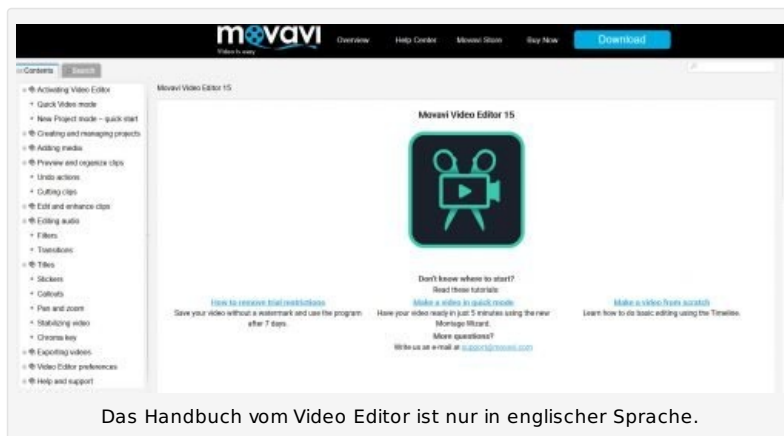 movavi
Video is easy
Overview
Help Center
Movavi Store
Buy Now
Download
Contents
Search
Activating Video Editor
Quick Video mode
New Project mode – quick start
Creating and managing projects
Adding media
Preview and organize clips
Undo actions
Cutting clips
Edit and enhance clips
Editing audio
Filters
Transitions
Titles
Stickers
Callouts
Pan and zoom
Stabilizing video
Chroma key
Exporting videos
Video Editor preferences
Help and support
Movavi Video Editor 15
Movavi Video Editor 15
Don't know where to start?
Read these tutorials:
How to remove trial restrictions
Save your video without a watermark and use the program
after 7 days.
Make a video in quick mode
Have your video ready in just 5 minutes using the new
Montage Wizard.
Make a video from scratch
Learn how to do basic editing using the Timeline.
More questions?
Write us an e-mail at support@movavi.com
Das Handbuch vom Video Editor ist nur in englischer Sprache.